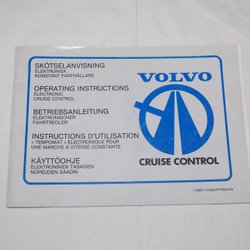 SKÖTSELANVISNING
ELEKTRONISK
KONSTANT FARTHÅLLARE
OPERATING INSTRUCTIONS
ELECTRONIC
CRUISE CONTROL
BETRIEBSANLEITUNG
ELEKTRONISCHER
FAHRTREGLER
INSTRUCTIONS D'UTILISATION
« TEMPOMAT » ELECTRONIQUE POUR
UNE MARCHE À VITESSE CONSTANTE
KÄYTTÖOHJE
ELEKTRONINEN TASAISEN
NOPEUDEN SÄÄDIN
VOLVO
CRUISE CONTROL